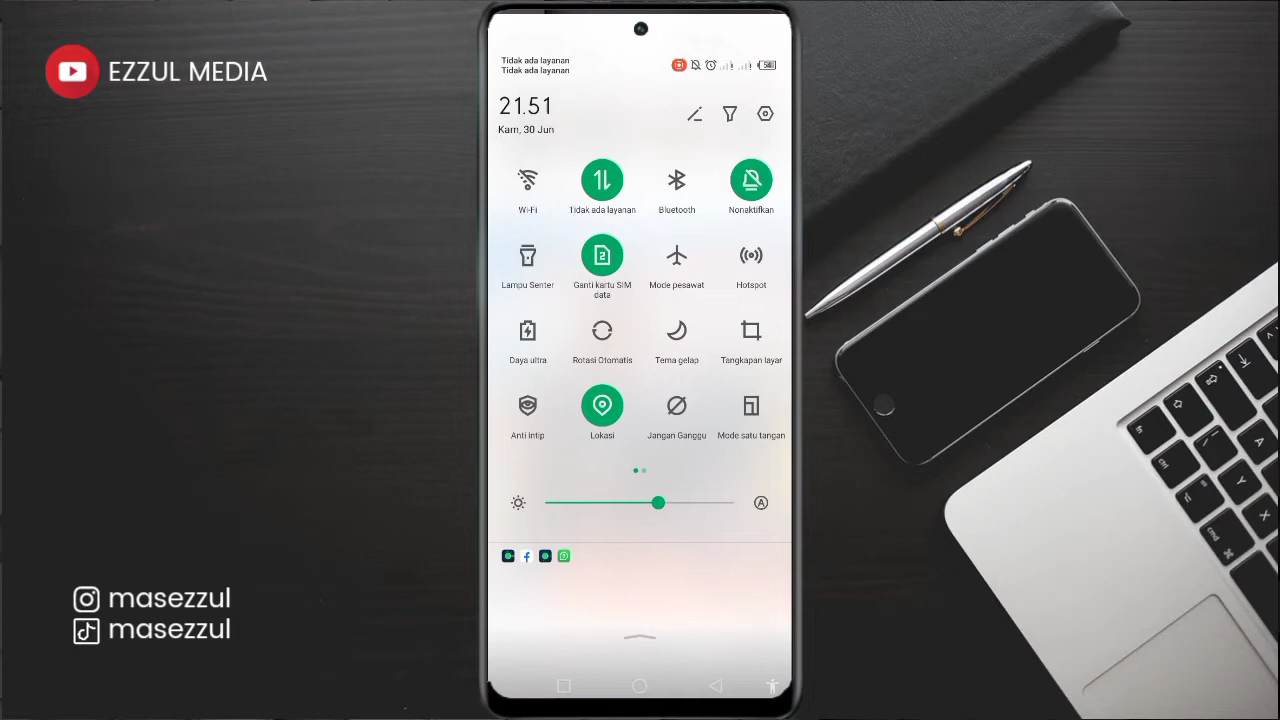 EZZUL MEDIA
Tidak ada layanan
Tidak ada layanan
21.51
Kam, 30 Jun
Wi-Fi
Tidak ada layanan
Bluetooth
Nonaktifkan
Lampu Senter
Ganti kartu SIM
data
Mode pesawat
Hotspot
Daya ultra
Rotasi Otomatis
Tema gelap
Tangkapan layar
Anti Intip
Lokasi
Jangan Ganggu
Mode satu tangan
masezzul
masezzul